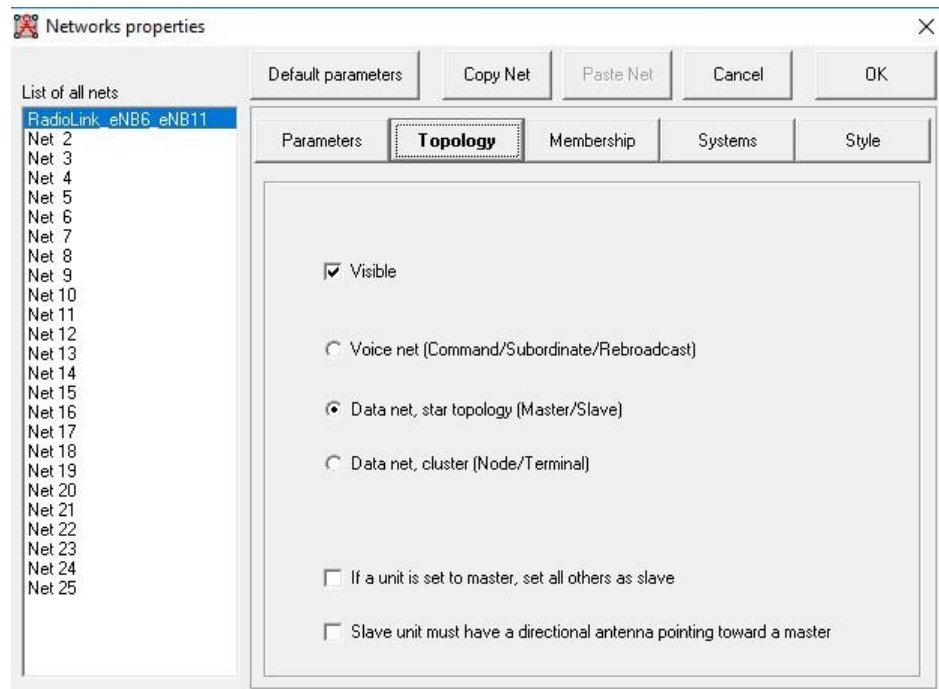 Networks properties
Default parameters
Copy Net
Paste Net
Cancel
OK
List of all nets
RadioLink_eNB6_eNB11
Net 2
Net 3
Net 4
Net 5
Net 6
Net 7
Net 8
Net 9
Net 10
Net 11
Net 12
Net 13
Net 14
Net 15
Net 16
Net 17
Net 18
Net 19
Net 20
Net 21
Net 22
Net 23
Net 24
Net 25
Parameters
Topology
Membership
Systems
Style
Visible
Voice net (Command/Subordinate/Rebroadcast)
Data net, star topology (Master/Slave)
Data net, cluster (Node/Terminal)
If a unit is set to master, set all others as slave
Slave unit must have a directional antenna pointing toward a master